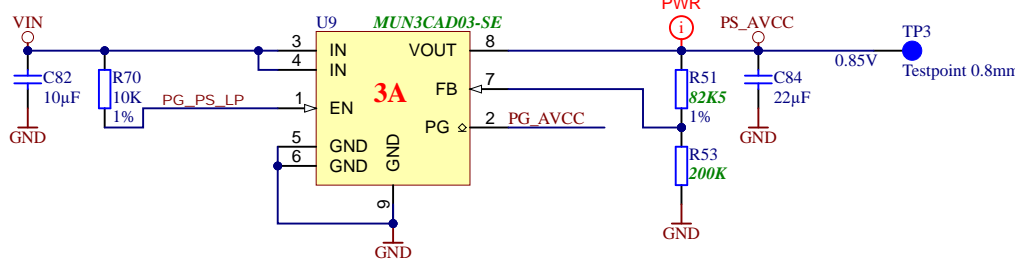 PWR
VIN
U9
MUN3CAD03-SE
PS_AVCC
TP3
3
IN
VOUT
8
4
IN
0.85V
Testpoint 0.8mm
C82
10µF
R70
10K
1%
3A
FB
7
R51
82K5
1%
C84
22µF
PG_PS_LP
1
EN
PG
2
PG_AVCC
GND
5
GND
6
GND
GND
9
R53
200K
GND
GND
GND
i